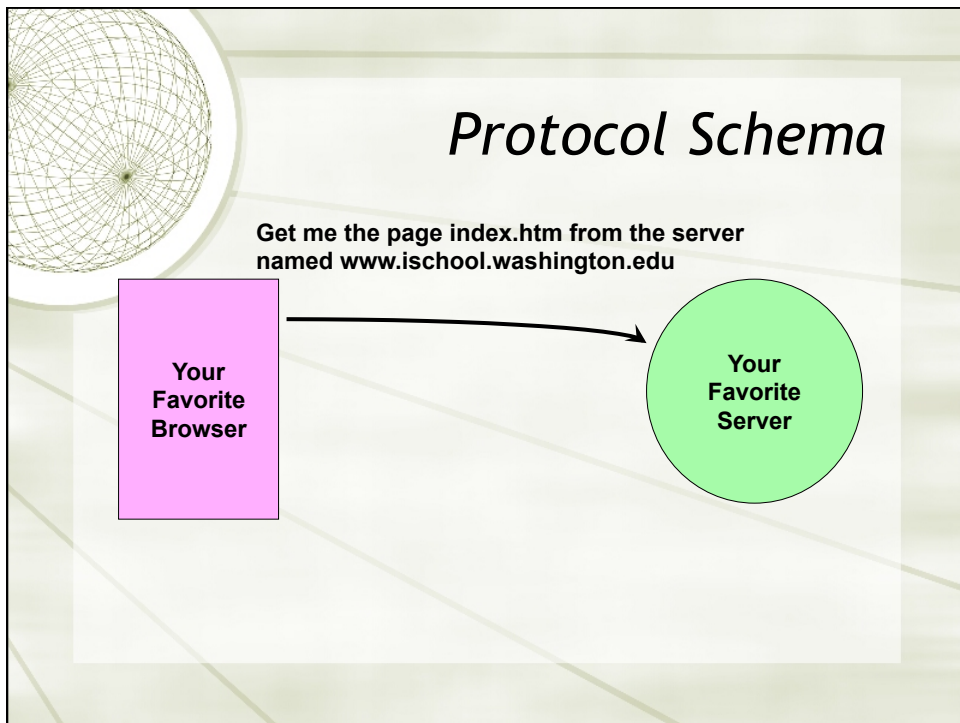 Protocol Schema
Get me the page index.htm from the server
named www.ischool.washington.edu
Your
Favorite
Browser
Your
Favorite
Server